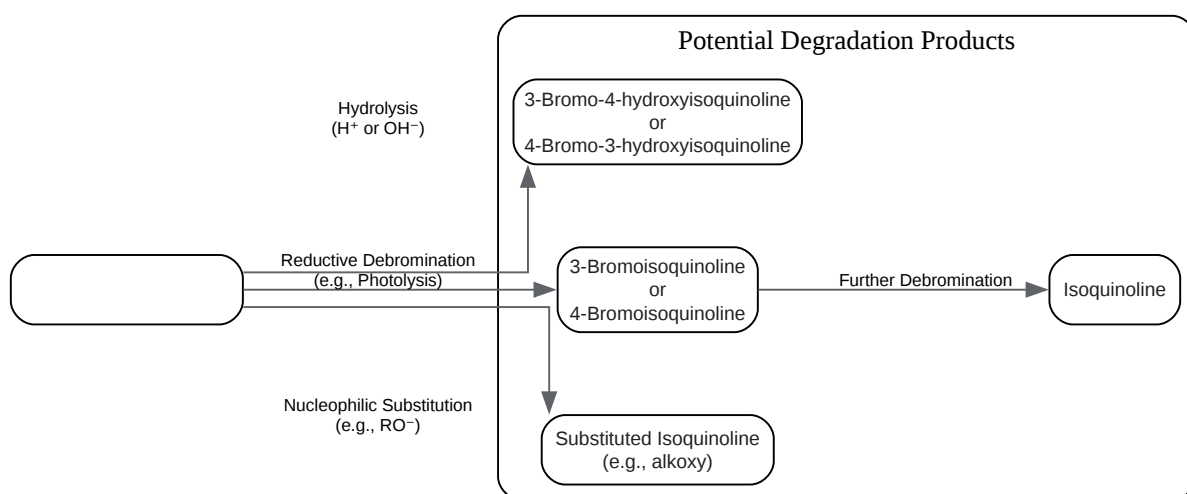 Potential Degradation Products
Hydrolysis
(H⁺ or OH⁻)
3-Bromo-4-hydroxyisoquinoline
or
4-Bromo-3-hydroxyisoquinoline
Reductive Debromination
(e.g., Photolysis)
3-Bromoisoquinoline
or
4-Bromoisoquinoline
Further Debromination
Isoquinoline
Nucleophilic Substitution
(e.g., RO⁻)
Substituted Isoquinoline
(e.g., alkoxy)